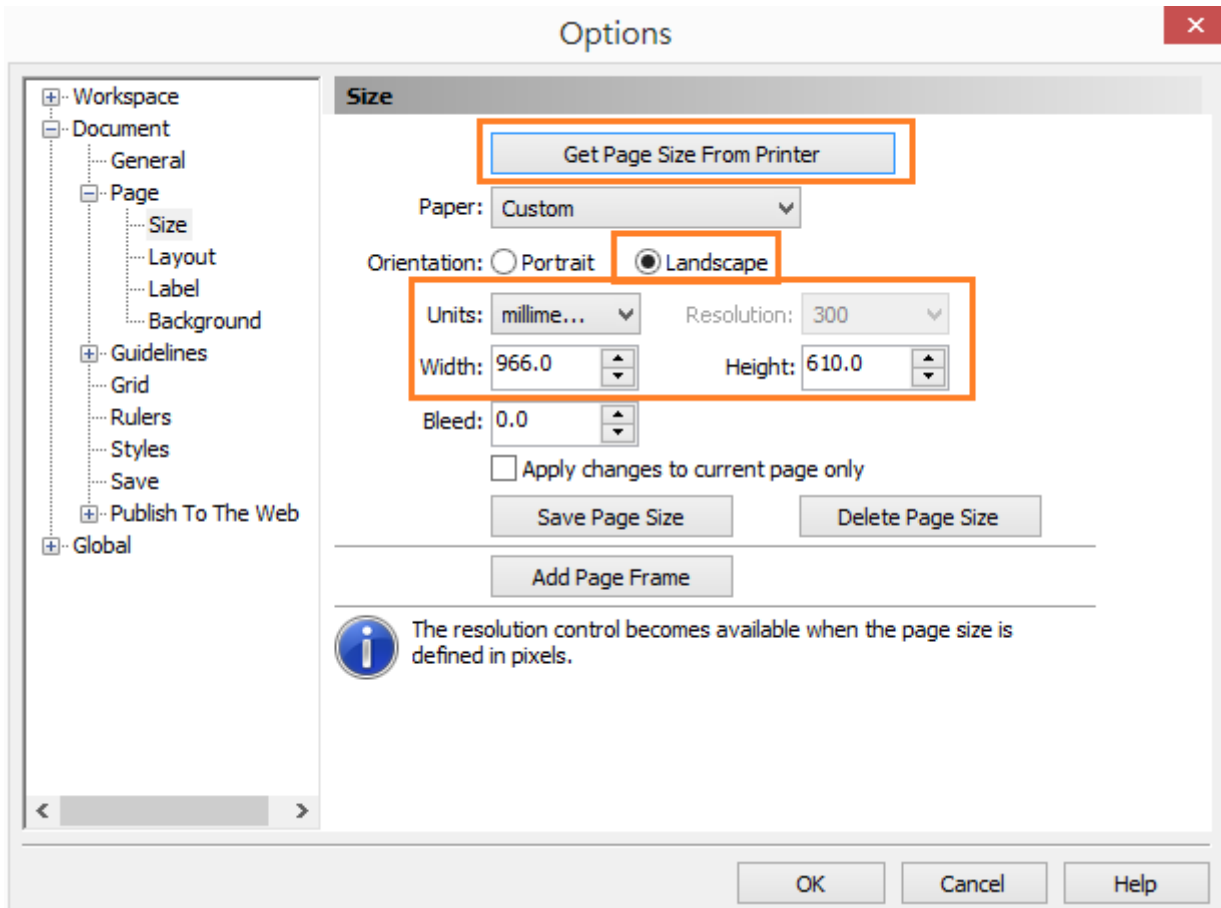 Options
Workspace
Document
General
Page
Size
Layout
Label
Background
Guidelines
Grid
Rulers
Styles
Save
Publish To The Web
Global
Size
Get Page Size From Printer
Paper: Custom
Orientation: Portrait Landscape
Units: millime... Resolution: 300
Width: 966.0 Height: 610.0
Bleed: 0.0
Apply changes to current page only
Save Page Size Delete Page Size
Add Page Frame
The resolution control becomes available when the page size is
defined in pixels.
OK Cancel Help